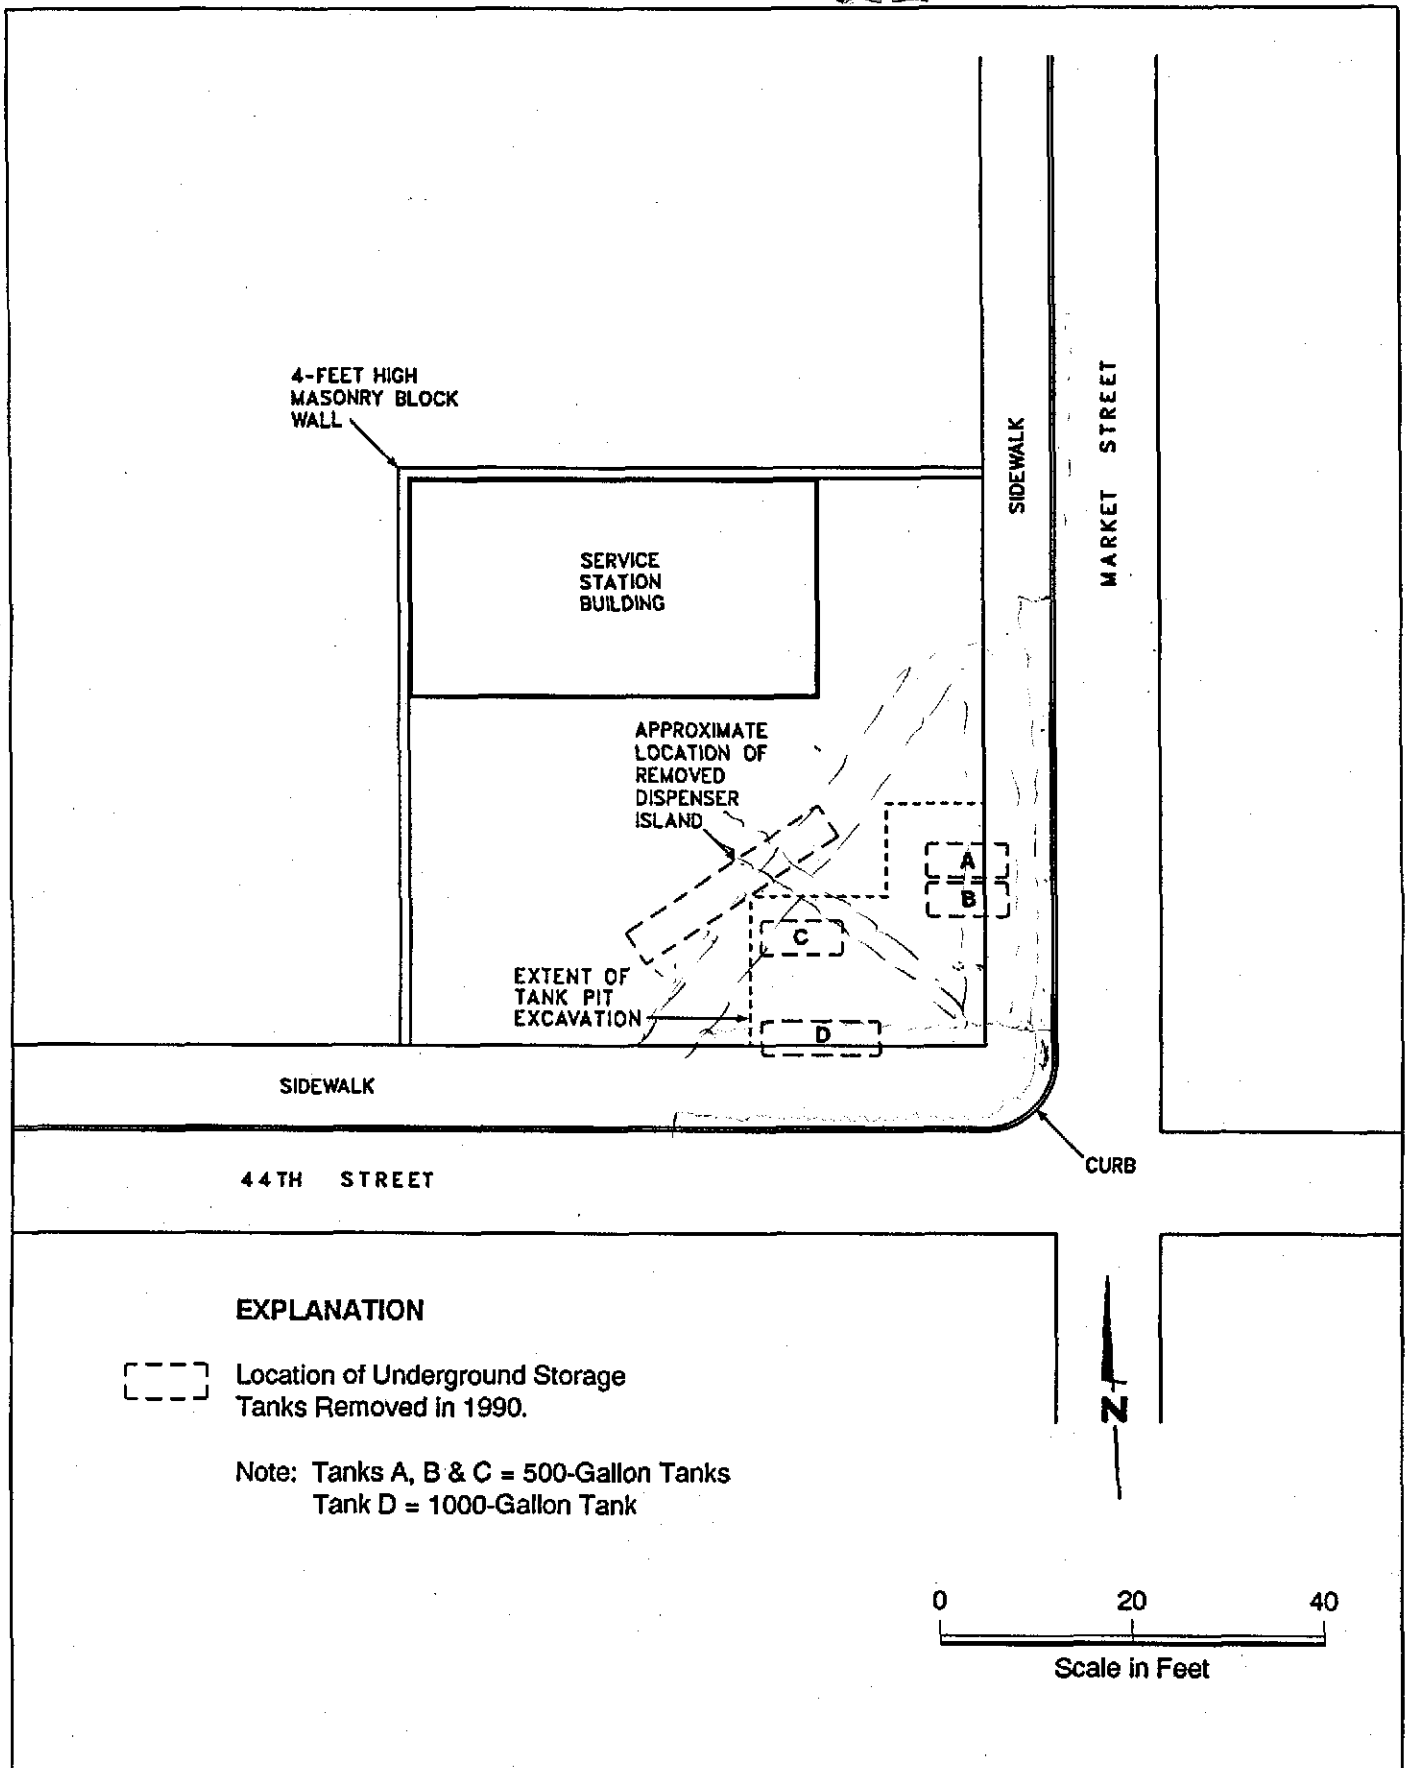 4-FEET HIGH
MASONRY BLOCK
WALL
SIDEWALK
MARKET STREET
SERVICE
STATION
BUILDING
APPROXIMATE
LOCATION OF
REMOVED
DISPENSER
ISLAND
A
B
C
EXTENT OF
TANK PIT
EXCAVATION
D
SIDEWALK
CURB
44TH STREET
EXPLANATION
Location of Underground Storage
Tanks Removed in 1990.
N
Note: Tanks A, B & C = 500-Gallon Tanks
Tank D = 1000-Gallon Tank
0 20 40
Scale in Feet